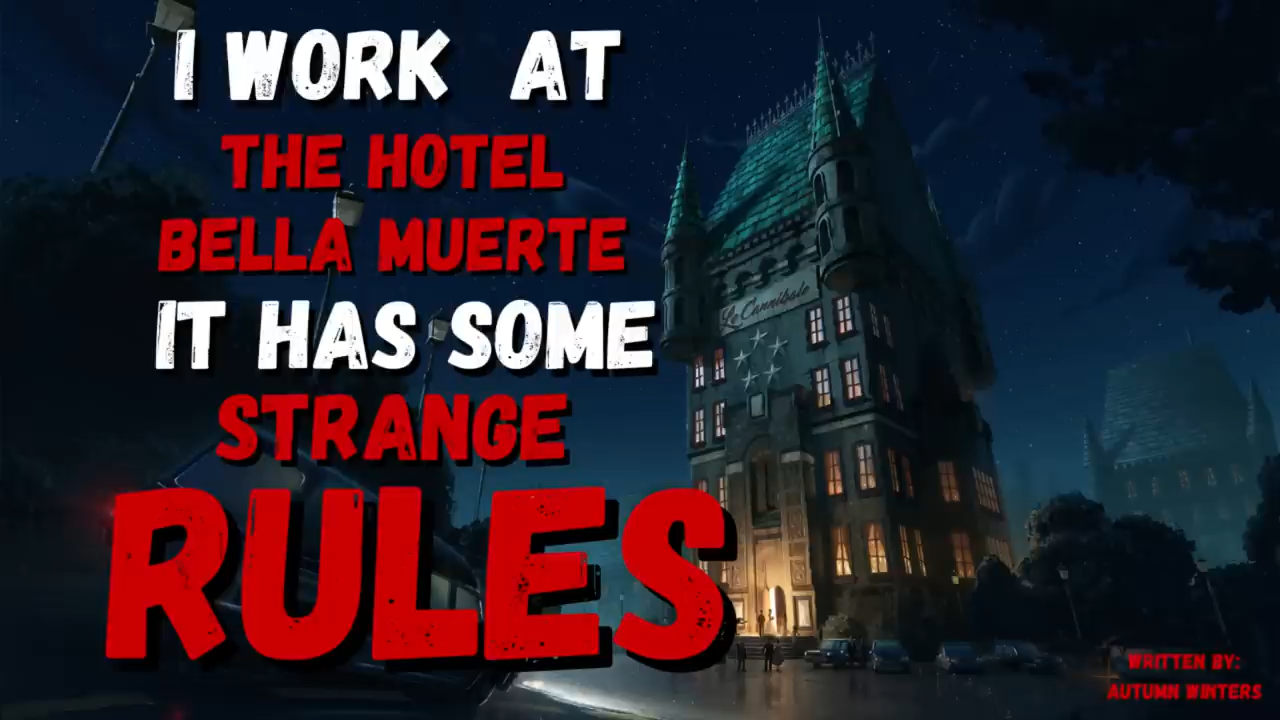 I WORK AT
THE HOTEL
BELLA MUERTE
IT HAS SOME
STRANGE
RULES
Le Cannibale
WRITTEN BY:
AUTUMN WINTERS